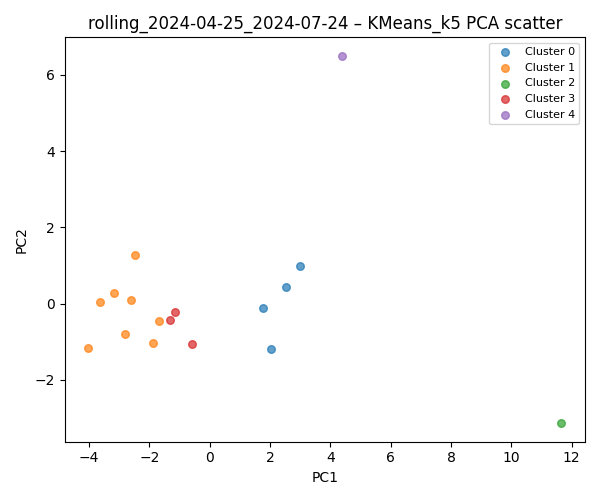 rolling_2024-04-25_2024-07-24 – KMeans_k5 PCA scatter
Cluster 0
Cluster 1
Cluster 2
Cluster 3
Cluster 4
PC2
6
4
2
0
−2
−4
−2
0
2
4
6
8
10
12
PC1